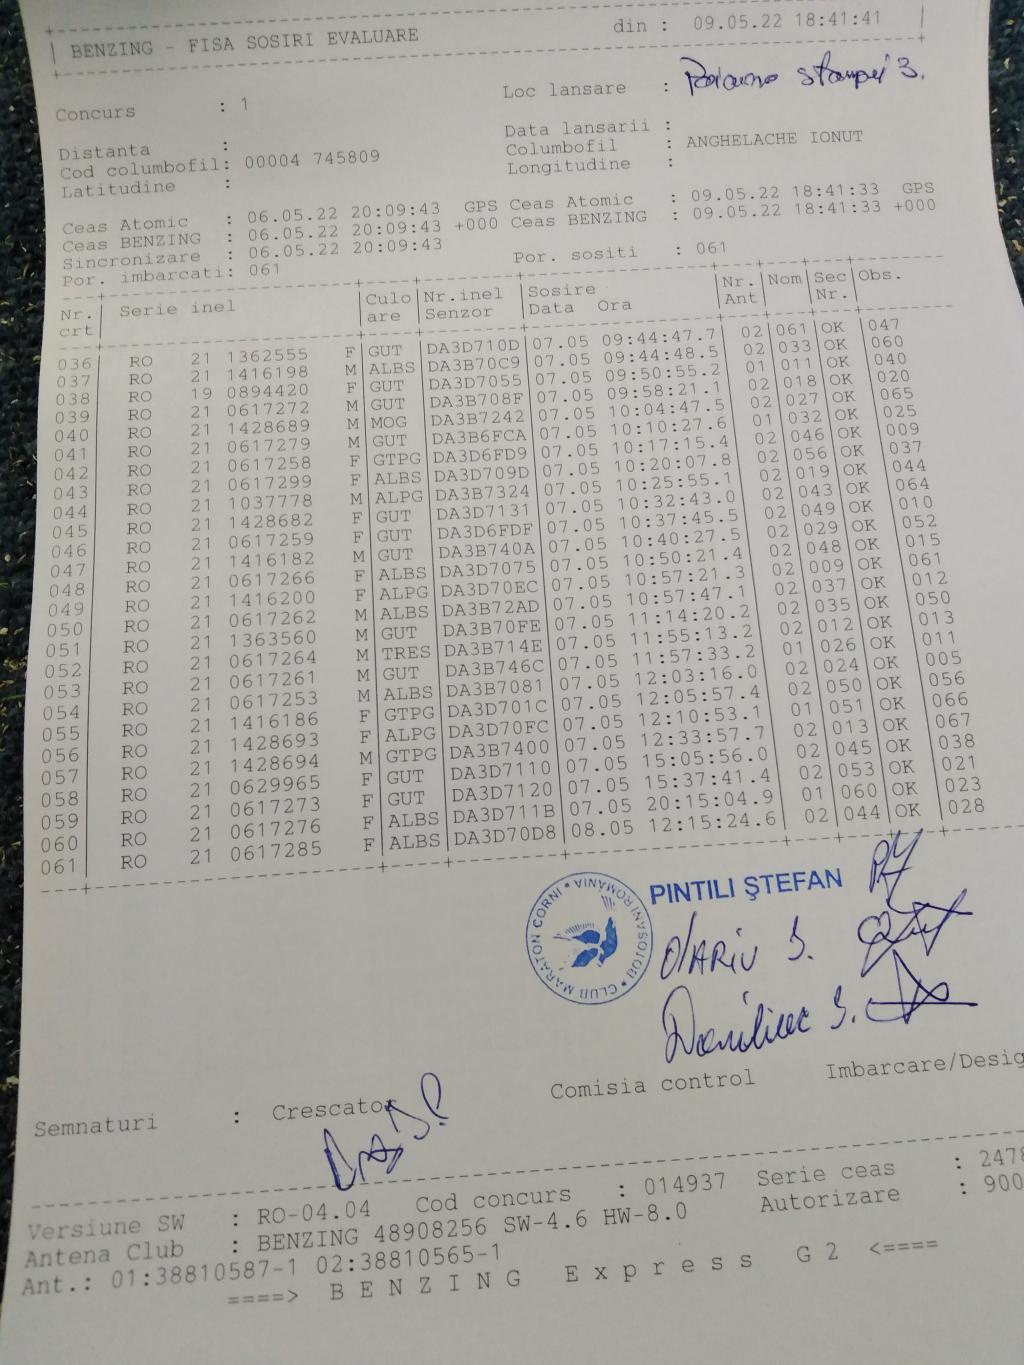 BENZING - FISA SOSIRI EVALUARE din : 09.05.22 18:41:41
Concurs : 1 Loc lansare : Poiana stampei 3.
Distanta : Data lansarii :
Cod columbofil: 00004 745809 Columbofil : ANGHELACHE IONUT
Latitudine : Longitudine :
Ceas Atomic : 06.05.22 20:09:43 GPS Ceas Atomic : 09.05.22 18:41:33 GPS
Ceas BENZING : 06.05.22 20:09:43 +000 Ceas BENZING : 09.05.22 18:41:33 +000
Sincronizare : 06.05.22 20:09:43
Por. imbarcati: 061 Por. sositi : 061
Nr. Serie inel Culo Nr.inel Sosire Nr. Nom Sec Obs.
crt are Senzor Data Ora Ant Nr.
036 RO 21 1362555 F GUT DA3D710D 07.05 09:44:47.7 02 061 OK 047
037 RO 21 1416198 M ALBS DA3B70C9 07.05 09:44:48.5 02 033 OK 060
038 RO 19 0894420 F GUT DA3D7055 07.05 09:50:55.2 01 011 OK 040
039 RO 21 0617272 M GUT DA3B708F 07.05 09:58:21.1 02 018 OK 020
040 RO 21 1428689 M MOG DA3B7242 07.05 10:04:47.5 02 027 OK 065
041 RO 21 0617279 M GUT DA3B6FCA 07.05 10:10:27.6 01 032 OK 025
042 RO 21 0617258 F GTPG DA3D6FD9 07.05 10:17:15.4 02 046 OK 009
043 RO 21 0617299 F ALBS DA3D709D 07.05 10:20:07.8 02 056 OK 037
044 RO 21 1037778 M ALPG DA3B7324 07.05 10:25:55.1 02 019 OK 044
045 RO 21 1428682 F GUT DA3D7131 07.05 10:32:43.0 02 043 OK 064
046 RO 21 0617259 F GUT DA3D6FDF 07.05 10:37:45.5 02 049 OK 010
047 RO 21 1416182 M GUT DA3B740A 07.05 10:40:27.5 02 029 OK 052
048 RO 21 0617266 F ALBS DA3D7075 07.05 10:50:21.4 02 048 OK 015
049 RO 21 1416200 F ALPG DA3D70EC 07.05 10:57:21.3 02 009 OK 061
050 RO 21 0617262 M ALBS DA3B72AD 07.05 10:57:47.1 02 037 OK 012
051 RO 21 1363560 M GUT DA3B70FE 07.05 11:14:20.2 02 035 OK 050
052 RO 21 0617264 M TRES DA3B714E 07.05 11:55:13.2 02 012 OK 013
053 RO 21 0617261 M GUT DA3B746C 07.05 11:57:33.2 01 026 OK 011
054 RO 21 0617253 M ALBS DA3B7081 07.05 12:03:16.0 02 024 OK 005
055 RO 21 1416186 F GTPG DA3D701C 07.05 12:05:57.4 02 050 OK 056
056 RO 21 1428693 F ALPG DA3D70FC 07.05 12:10:53.1 01 051 OK 066
057 RO 21 1428694 M GTPG DA3B7400 07.05 12:33:57.7 02 013 OK 067
058 RO 21 0629965 F GUT DA3D7110 07.05 15:05:56.0 02 045 OK 038
059 RO 21 0617273 F GUT DA3D7120 07.05 15:37:41.4 02 053 OK 021
060 RO 21 0617276 F ALBS DA3D711B 07.05 20:15:04.9 01 060 OK 023
061 RO 21 0617285 F ALBS DA3D70D8 08.05 12:15:24.6 02 044 OK 028
CLUB MARATON CORNI * BOTOSANI ROMANIA *
PINTILI ŞTEFAN
OLARIU S.
Daniliuc S.
Semnaturi : Crescator Comisia control Imbarcare/Desig
Versiune SW : RO-04.04 Cod concurs : 014937 Serie ceas : 2478
Antena Club : BENZING 48908256 SW-4.6 HW-8.0 Autorizare : 900
Ant.: 01:38810587-1 02:38810565-1
====> BENZING Express G2 <====